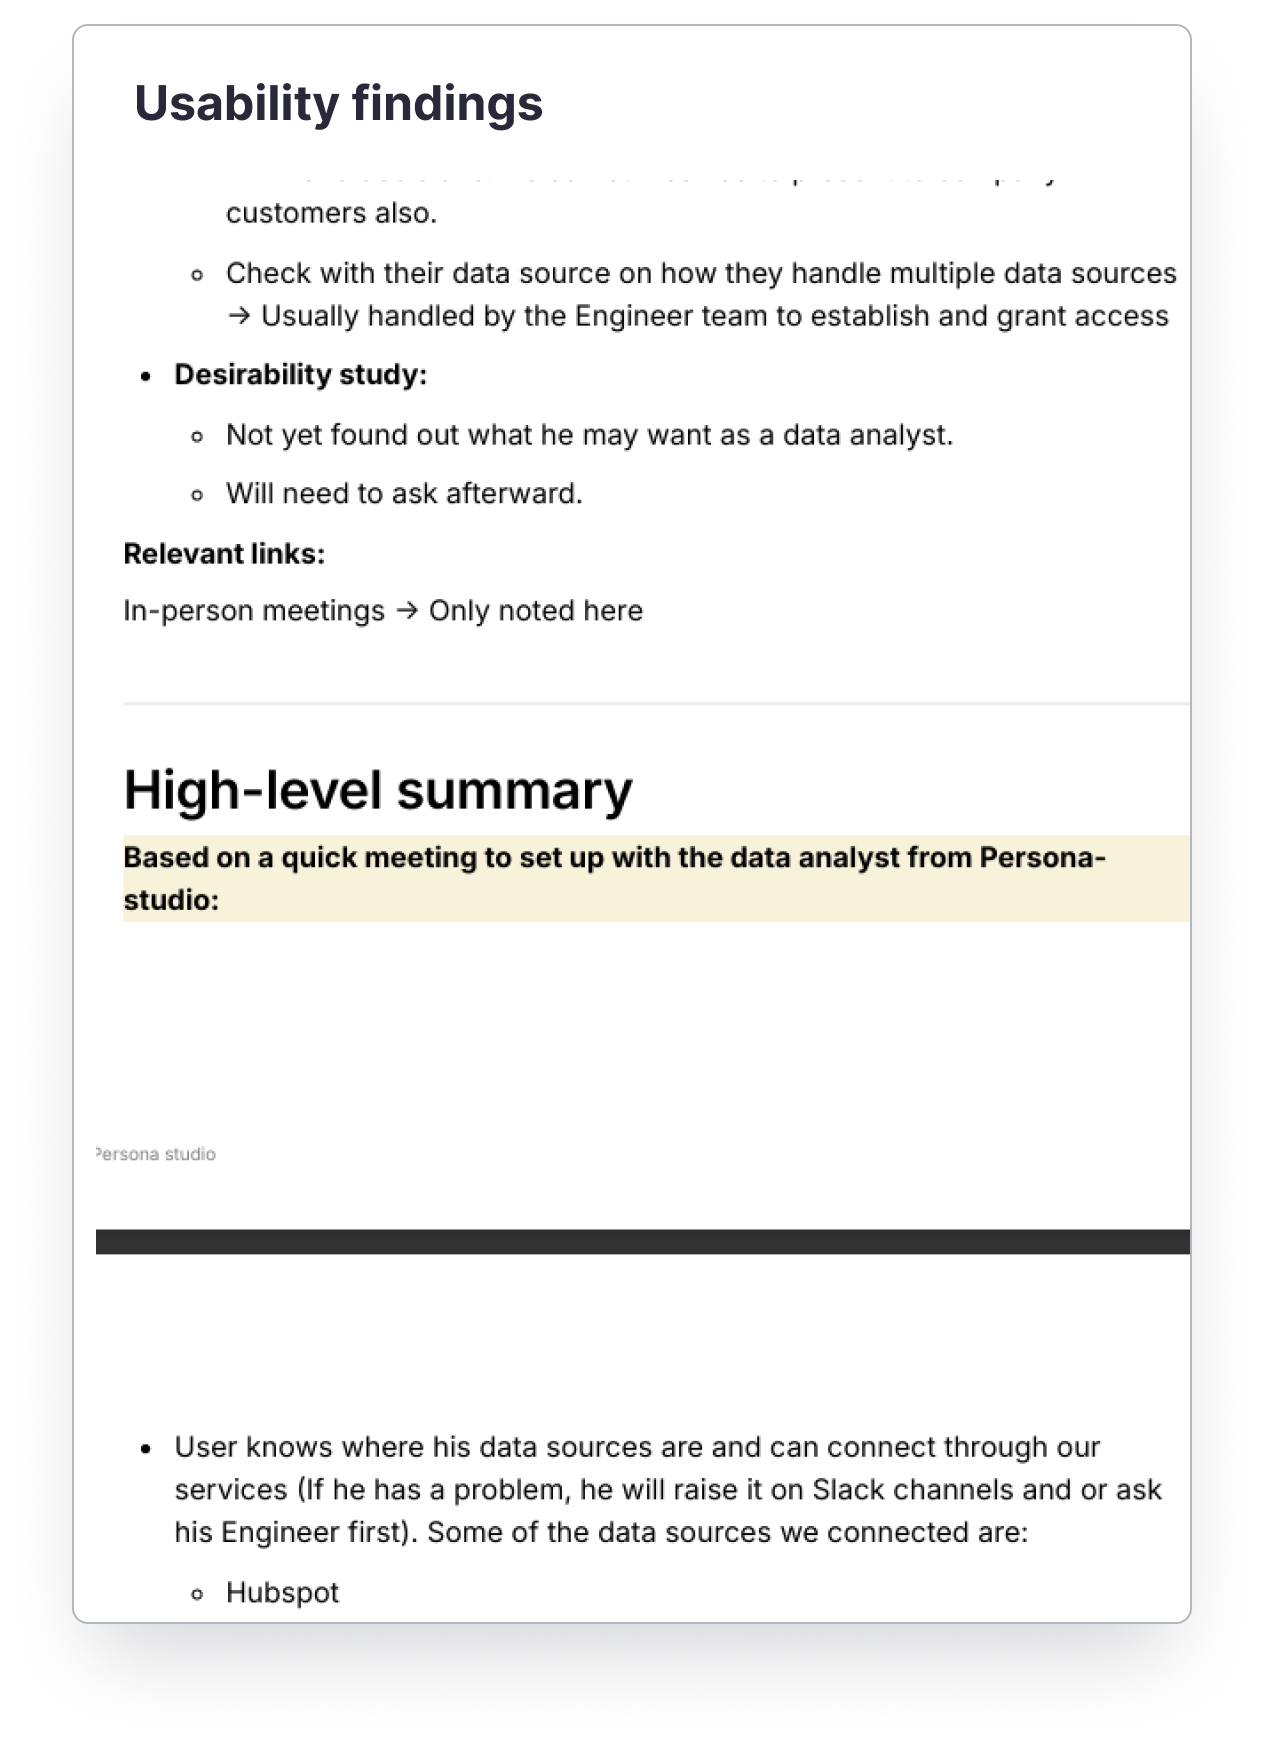 Usability findings
customers also.
Check with their data source on how they handle multiple data sources
→ Usually handled by the Engineer team to establish and grant access
Desirability study:
Not yet found out what he may want as a data analyst.
Will need to ask afterward.
Relevant links:
In-person meetings → Only noted here
High-level summary
Based on a quick meeting to set up with the data analyst from Persona-
studio:
Persona studio
User knows where his data sources are and can connect through our
services (If he has a problem, he will raise it on Slack channels and or ask
his Engineer first). Some of the data sources we connected are:
Hubspot